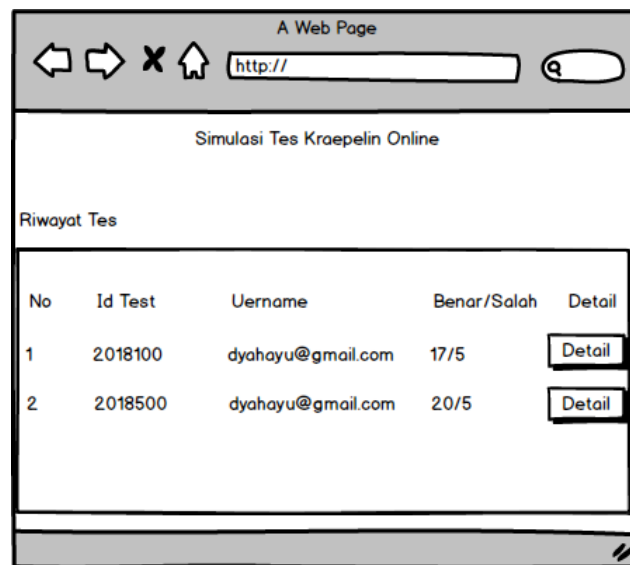 A Web Page
http://
Simulasi Tes Kraepelin Online
Riwayat Tes
No Id Test Uername Benar/Salah Detail
1 2018100 dyahayu@gmail.com 17/5 Detail
2 2018500 dyahayu@gmail.com 20/5 Detail